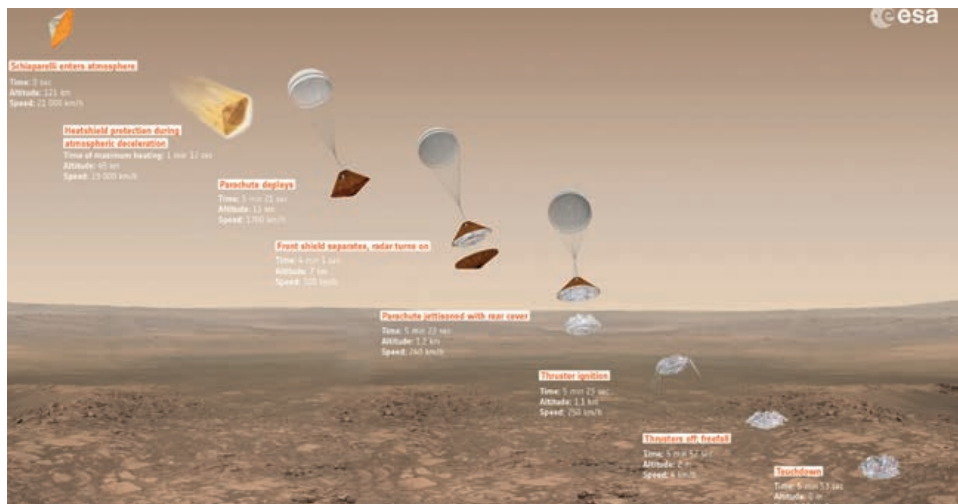 esa
Schiaparelli enters atmosphere
Time: 0 sec
Altitude: 121 km
Speed: 21 000 km/h
Heatshield protection during
atmospheric deceleration
Time of maximum heating: 1 min 12 sec
Altitude: 45 km
Speed: 19 000 km/h
Parachute deploys
Time: 3 min 21 sec
Altitude: 11 km
Speed: 1700 km/h
Front shield separates, radar turns on
Time: 4 min 1 sec
Altitude: 7 km
Speed: 320 km/h
Parachute jettisoned with rear cover
Time: 5 min 22 sec
Altitude: 1.2 km
Speed: 240 km/h
Thruster ignition
Time: 5 min 23 sec
Altitude: 1.1 km
Speed: 250 km/h
Thrusters off; freefall
Time: 5 min 52 sec
Altitude: 2 m
Speed: 4 km/h
Touchdown
Time: 5 min 53 sec
Altitude: 0 m